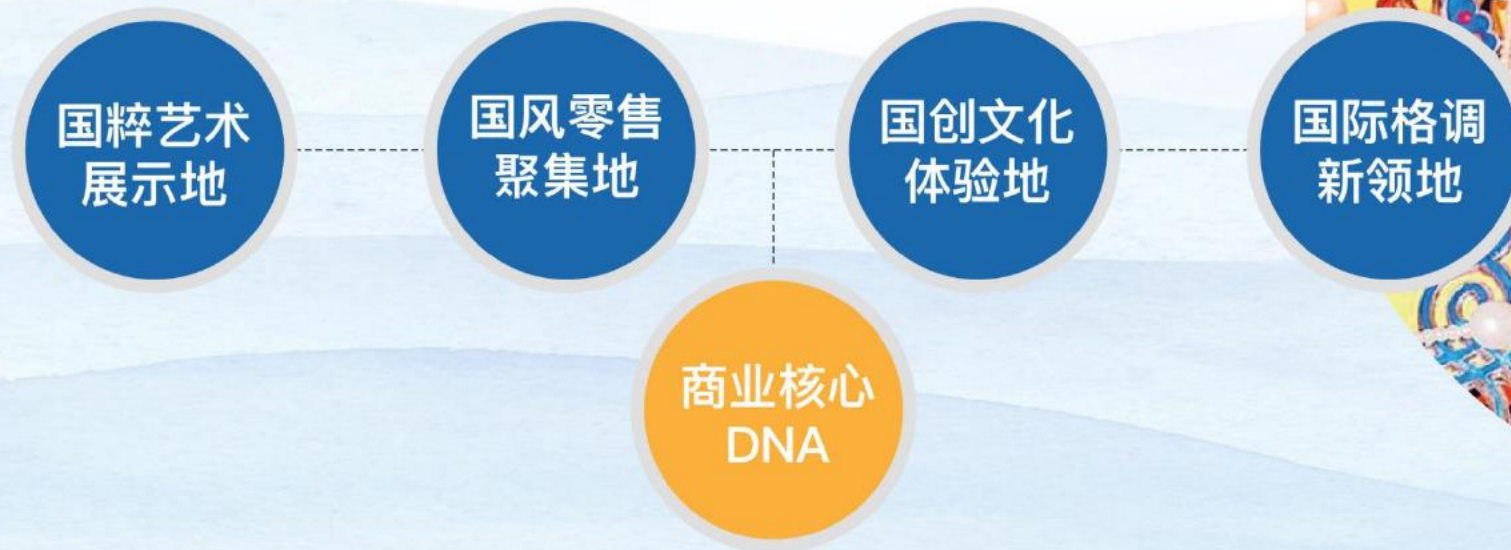 国粹艺术
展示地
国风零售
聚集地
国创文化
体验地
国际格调
新领地
商业核心
DNA